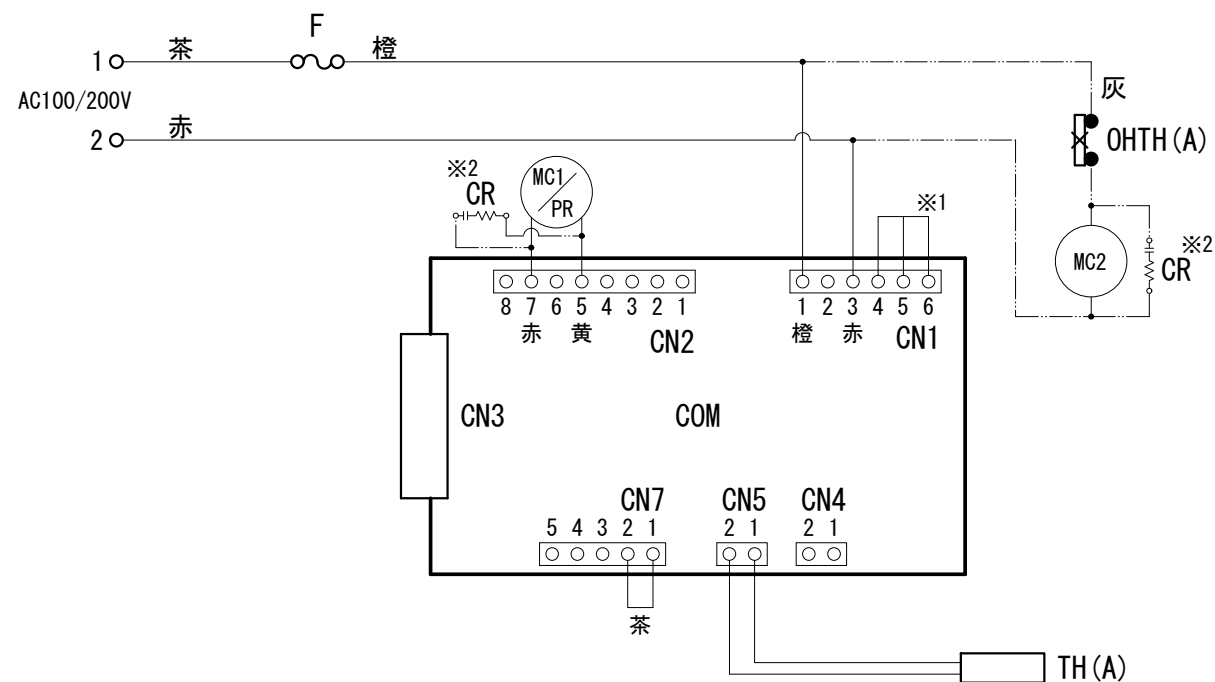 F
1 茶 橙
AC100/200V
2 赤
灰
OHTH(A)
※2
CR
MC1/PR
※1
MC2
※2
CR
8 7 6 5 4 3 2 1
赤 黄
CN2
1 2 3 4 5 6
橙 赤
CN1
CN3
COM
CN7
5 4 3 2 1
CN5
2 1
CN4
2 1
茶
TH(A)